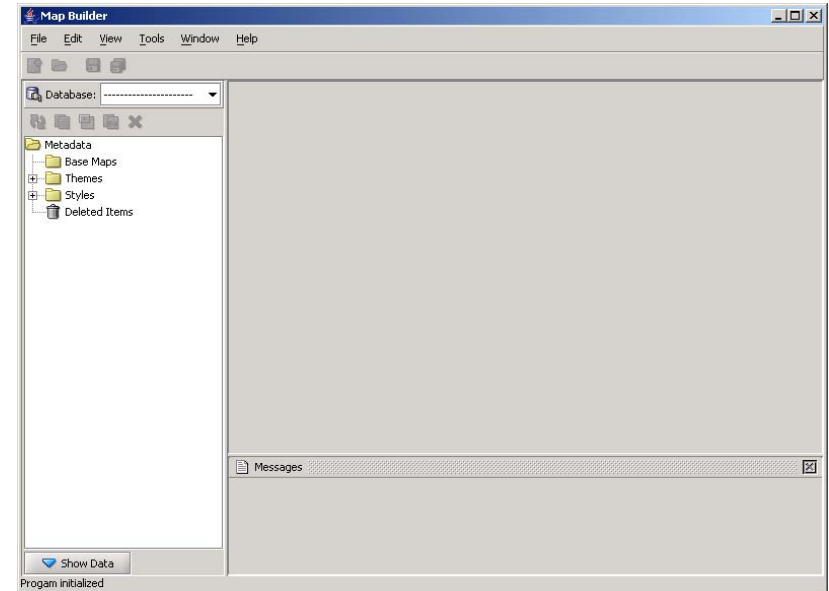 Map Builder
File Edit View Tools Window Help
Database: ----------------------
Metadata
Base Maps
Themes
Styles
Deleted Items
Messages
Show Data
Progam initialized